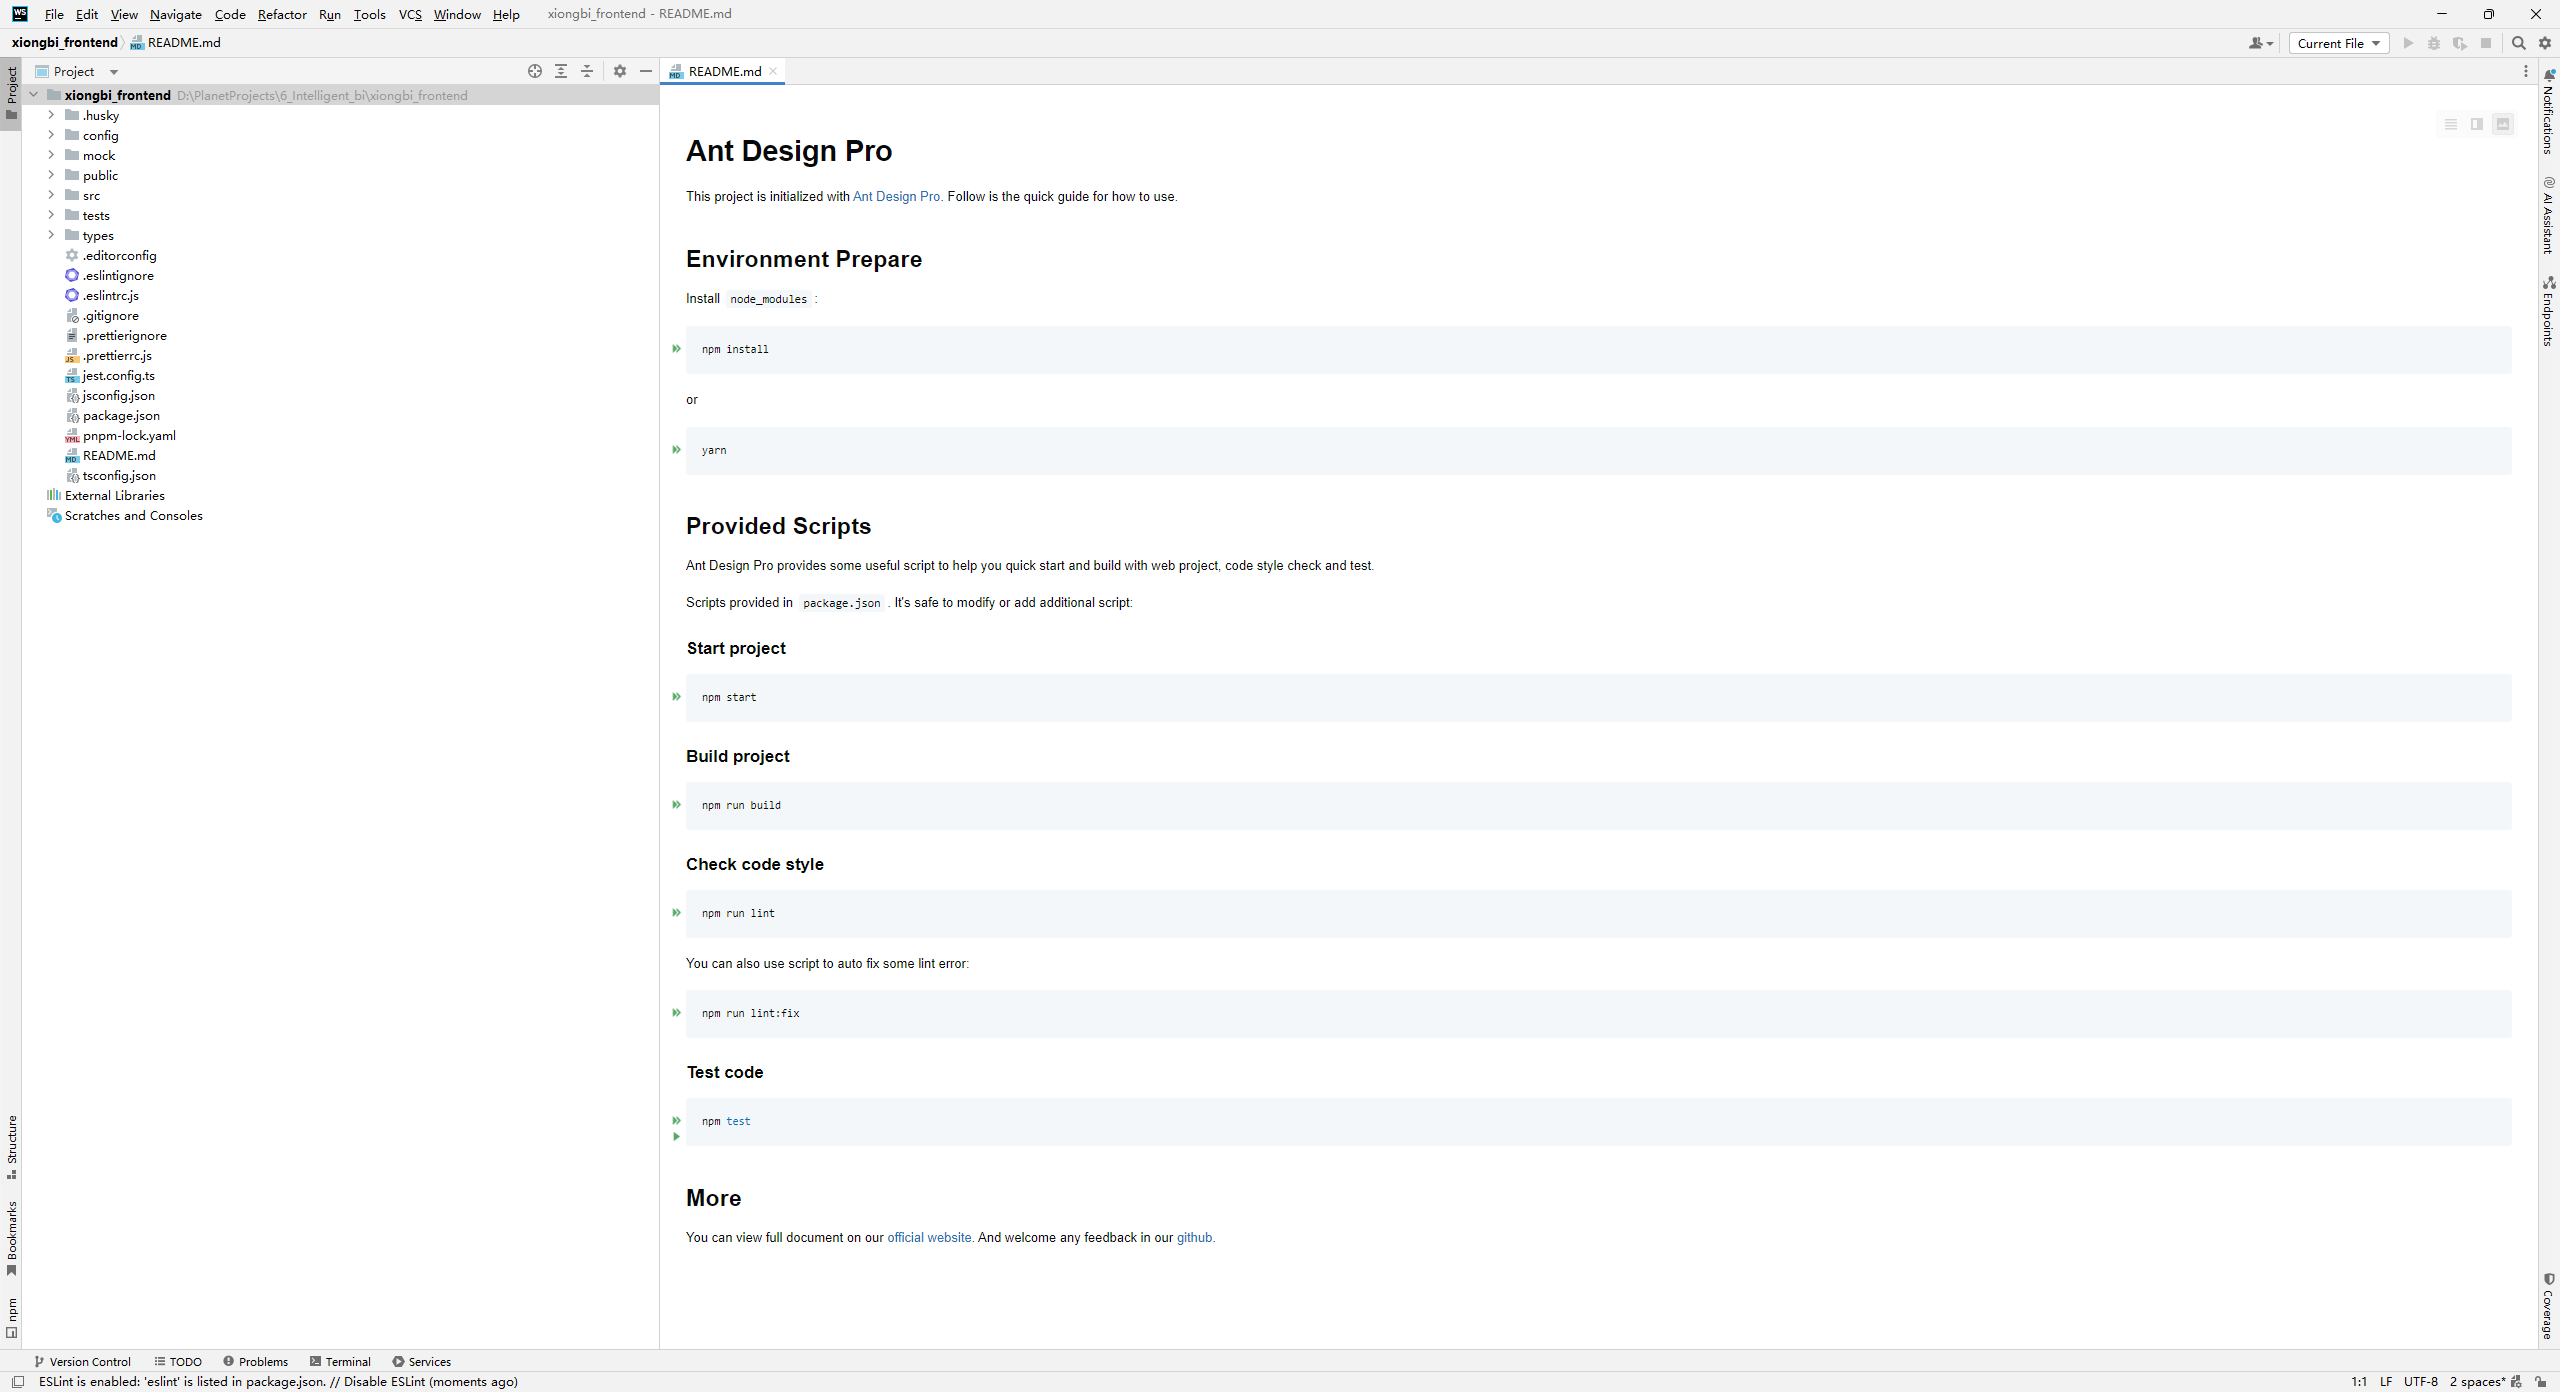 WS File Edit View Navigate Code Refactor Run Tools VCS Window Help xiongbi_frontend - README.md
xiongbi_frontend README.md Current File
Project
README.md
xiongbi_frontend D:\PlanetProjects\6_Intelligent_bi\xiongbi_frontend
.husky
config
mock
public
src
tests
types
.editorconfig
.eslintignore
.eslintrc.js
.gitignore
.prettierignore
.prettierrc.js
jest.config.ts
jsconfig.json
package.json
pnpm-lock.yaml
README.md
tsconfig.json
External Libraries
Scratches and Consoles
Project
Structure
Bookmarks
npm
Ant Design Pro
This project is initialized with Ant Design Pro. Follow is the quick guide for how to use.
Environment Prepare
Install node_modules :
npm install
or
yarn
Provided Scripts
Ant Design Pro provides some useful script to help you quick start and build with web project, code style check and test.
Scripts provided in package.json . It's safe to modify or add additional script:
Start project
npm start
Build project
npm run build
Check code style
npm run lint
You can also use script to auto fix some lint error:
npm run lint:fix
Test code
npm test
More
You can view full document on our official website. And welcome any feedback in our github.
Notifications
AI Assistant
Endpoints
Coverage
Version Control TODO Problems Terminal Services
ESLint is enabled: 'eslint' is listed in package.json. // Disable ESLint (moments ago) 1:1 LF UTF-8 2 spaces*